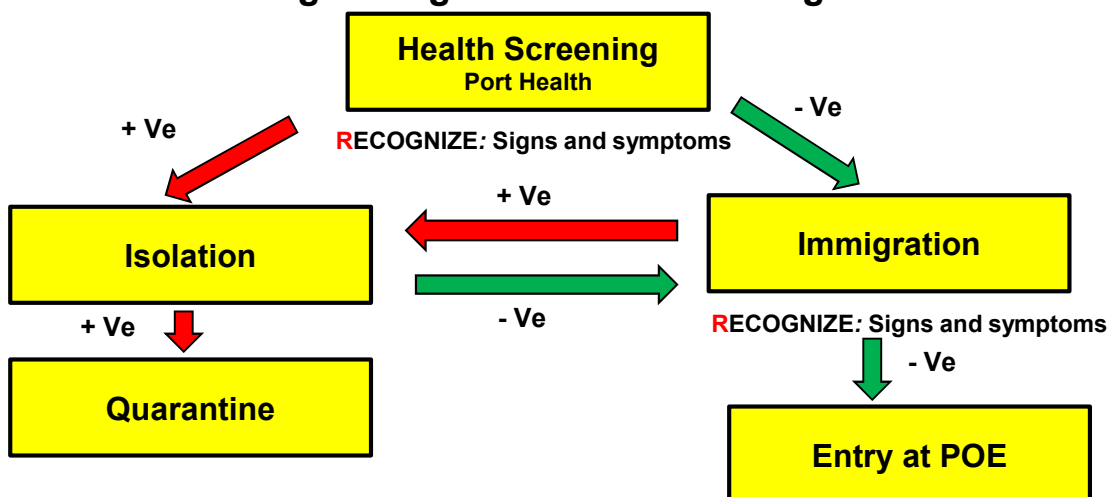 Health Screening
Port Health
+ Ve
- Ve
RECOGNIZE: Signs and symptoms
+ Ve
Isolation
Immigration
- Ve
+ Ve
RECOGNIZE: Signs and symptoms
- Ve
Quarantine
Entry at POE